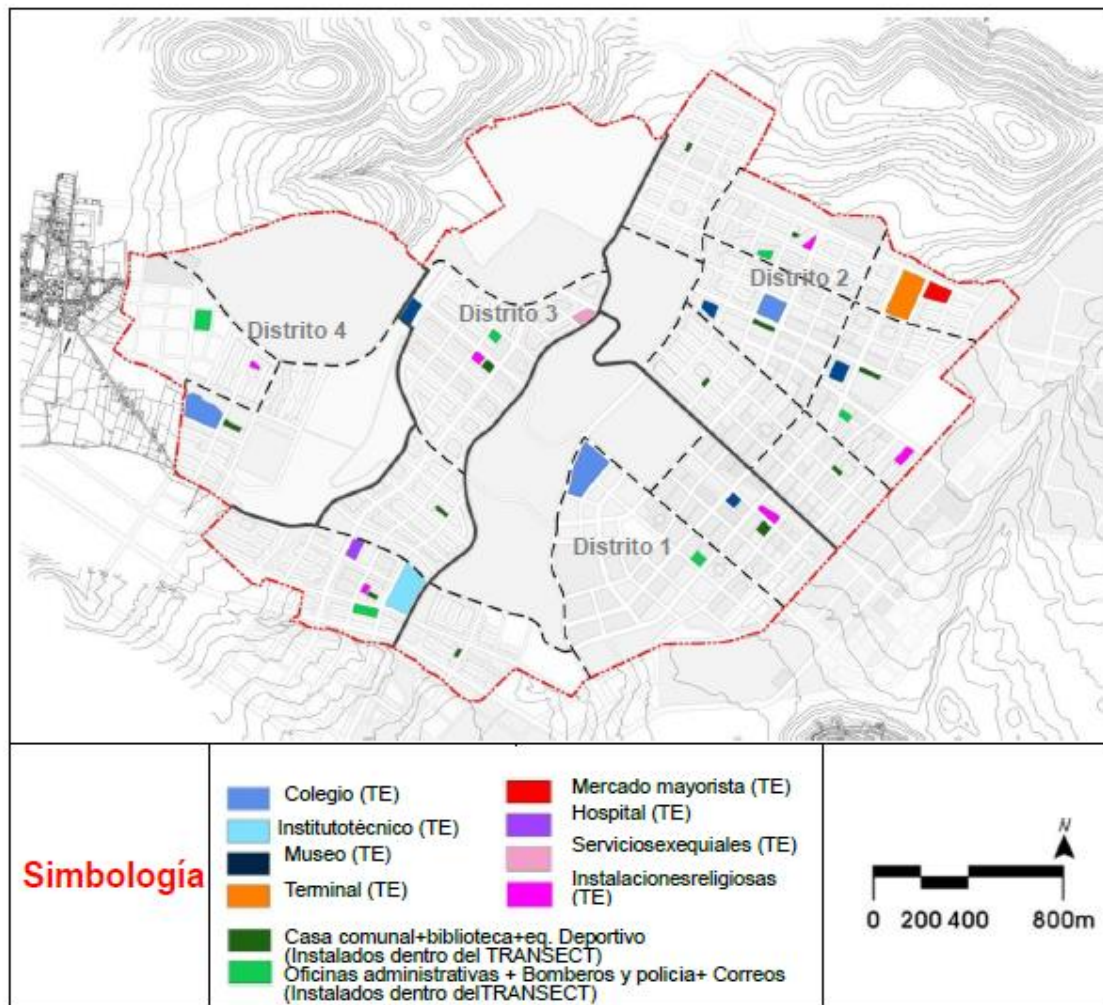 Distrito 2
Distrito 3
Distrito 4
Distrito 1
Simbología
Colegio (TE)
Institutotècnico (TE)
Museo (TE)
Terminal (TE)
Mercado mayorista (TE)
Hospital (TE)
Serviciosexequiales (TE)
Instalacionesreligiosas
(TE)
Casa comunal+biblioteca+eq. Deportivo
(Instalados dentro del TRANSECT)
Oficinas administrativas + Bomberos y policia+ Correos
(Instalados dentro delTRANSECT)
N
0 200 400 800m